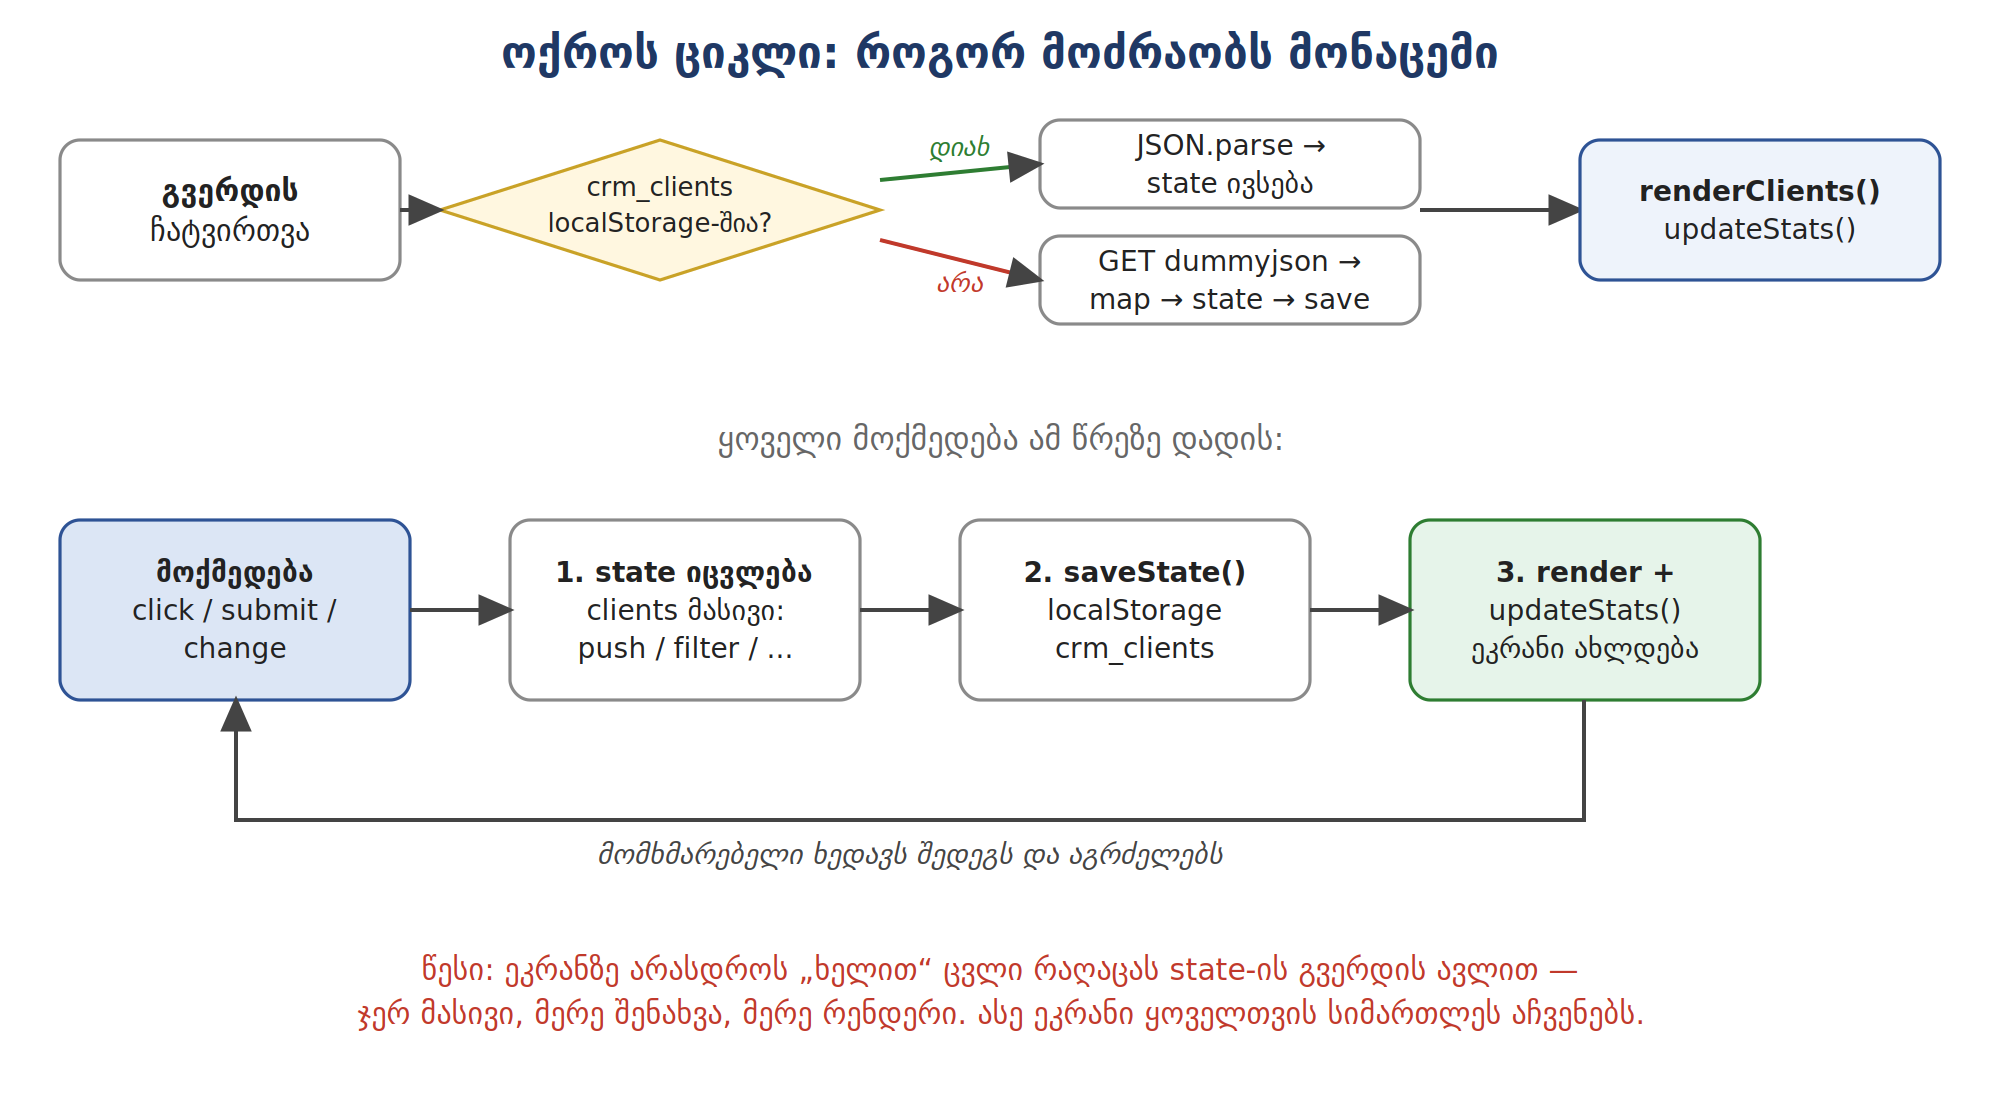 ოქროს ციკლი: როგორ მოძრაობს მონაცემი
გვერდის
ჩატვირთვა
crm_clients
localStorage-შია?
დიახ
არა
JSON.parse →
state ივსება
GET dummyjson →
map → state → save
renderClients()
updateStats()
ყოველი მოქმედება ამ წრეზე დადის:
მოქმედება
click / submit /
change
1. state იცვლება
clients მასივი:
push / filter / ...
2. saveState()
localStorage
crm_clients
3. render +
updateStats()
ეკრანი ახლდება
მომხმარებელი ხედავს შედეგს და აგრძელებს
წესი: ეკრანზე არასდროს „ხელით“ ცვლი რაღაცას state-ის გვერდის ავლით —
ჯერ მასივი, მერე შენახვა, მერე რენდერი. ასე ეკრანი ყოველთვის სიმართლეს აჩვენებს.